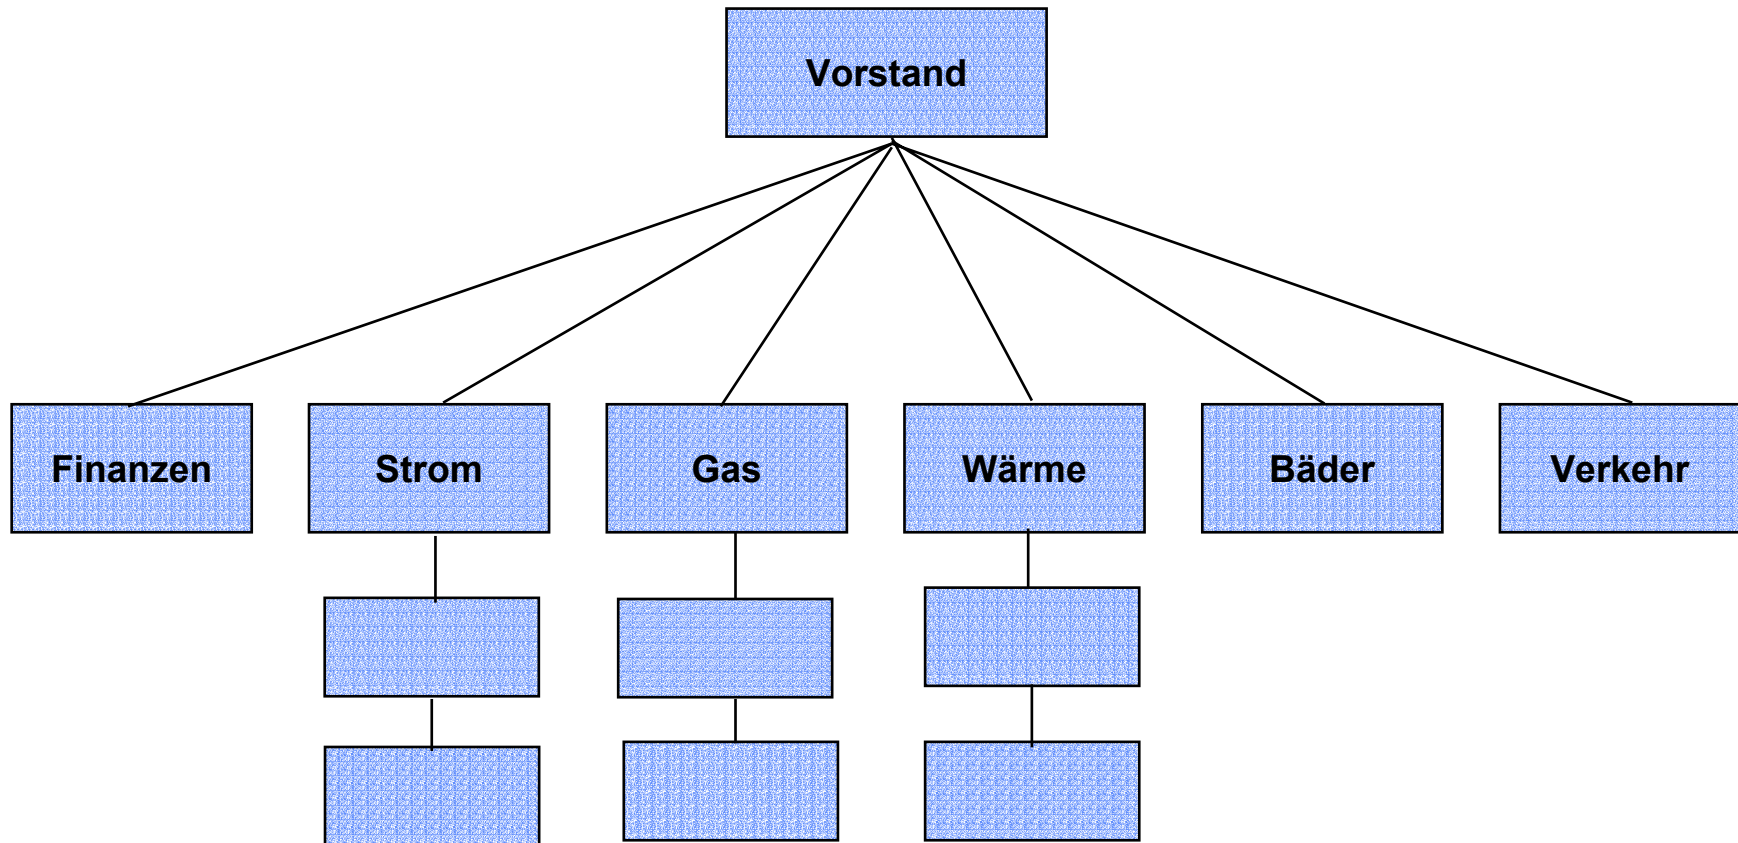 Vorstand
Finanzen
Strom
Gas
Wärme
Bäder
Verkehr